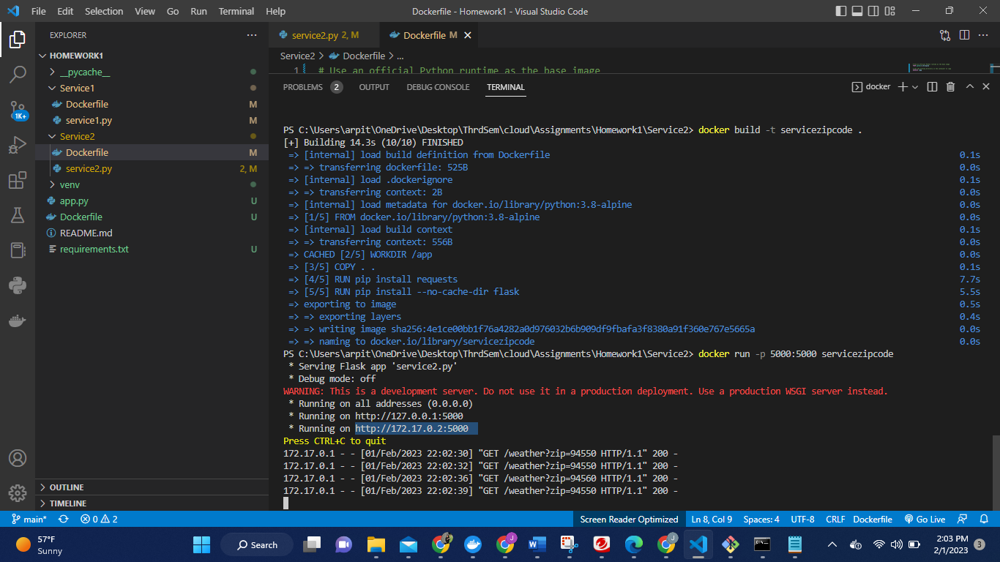 File Edit Selection View Go Run Terminal Help Dockerfile - Homework1 - Visual Studio Code
EXPLORER
HOMEWORK1
__pycache__
Service1
Dockerfile M
service1.py M
Service2
Dockerfile M
service2.py 2, M
venv
app.py U
Dockerfile U
README.md
requirements.txt U
OUTLINE
TIMELINE
1K+
service2.py 2, M Dockerfile M
Service2 > Dockerfile > ...
1 # Use an official Python runtime as the base image
PROBLEMS 2 OUTPUT DEBUG CONSOLE TERMINAL docker
PS C:\Users\arpit\OneDrive\Desktop\ThrdSem\cloud\Assignments\Homework1\Service2> docker build -t servicezipcode .
[+] Building 14.3s (10/10) FINISHED
=> [internal] load build definition from Dockerfile 0.1s
=> => transferring dockerfile: 525B 0.0s
=> [internal] load .dockerignore 0.1s
=> => transferring context: 2B 0.0s
=> [internal] load metadata for docker.io/library/python:3.8-alpine 0.0s
=> [1/5] FROM docker.io/library/python:3.8-alpine 0.0s
=> [internal] load build context 0.1s
=> => transferring context: 556B 0.0s
=> CACHED [2/5] WORKDIR /app 0.0s
=> [3/5] COPY . . 0.1s
=> [4/5] RUN pip install requests 7.7s
=> [5/5] RUN pip install --no-cache-dir flask 5.5s
=> exporting to image 0.5s
=> => exporting layers 0.4s
=> => writing image sha256:4e1ce00bb1f76a4282a0d976032b6b909df9fbafa3f8380a91f360e767e5665a 0.0s
=> => naming to docker.io/library/servicezipcode 0.0s
PS C:\Users\arpit\OneDrive\Desktop\ThrdSem\cloud\Assignments\Homework1\Service2> docker run -p 5000:5000 servicezipcode
* Serving Flask app 'service2.py'
* Debug mode: off
WARNING: This is a development server. Do not use it in a production deployment. Use a production WSGI server instead.
* Running on all addresses (0.0.0.0)
* Running on http://127.0.0.1:5000
* Running on http://172.17.0.2:5000
Press CTRL+C to quit
172.17.0.1 - - [01/Feb/2023 22:02:30] "GET /weather?zip=94550 HTTP/1.1" 200 -
172.17.0.1 - - [01/Feb/2023 22:02:32] "GET /weather?zip=94550 HTTP/1.1" 200 -
172.17.0.1 - - [01/Feb/2023 22:02:36] "GET /weather?zip=94560 HTTP/1.1" 200 -
172.17.0.1 - - [01/Feb/2023 22:02:39] "GET /weather?zip=94550 HTTP/1.1" 200 -
main* 0 2 Screen Reader Optimized Ln 8, Col 9 Spaces: 4 UTF-8 CRLF Dockerfile Go Live
57°F
Sunny
Search
2:03 PM
2/1/2023
3